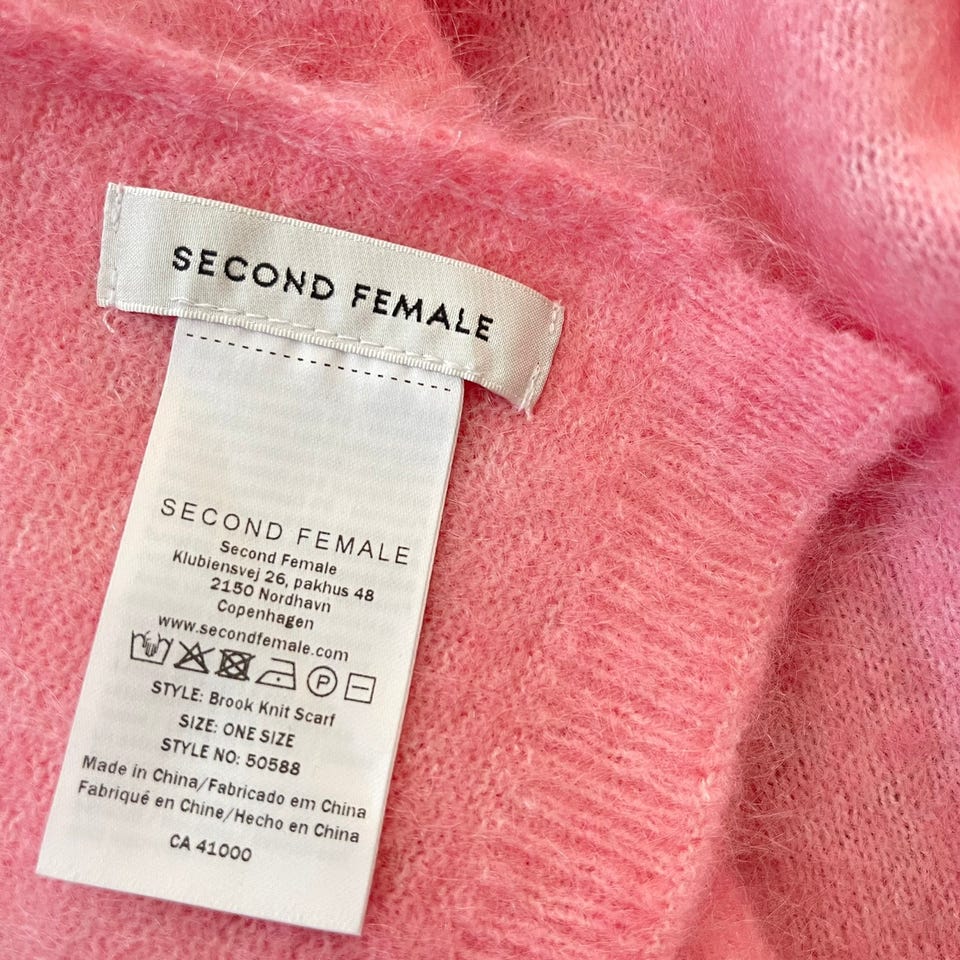 SECOND FEMALE
SECOND FEMALE
Second Female
Klubiensvej 26, pakhus 48
2150 Nordhavn
Copenhagen
www.secondfemale.com
P
STYLE: Brook Knit Scarf
SIZE: ONE SIZE
STYLE NO: 50588
Made in China/Fabricado em China
Fabriqué en Chine/Hecho en China
CA 41000